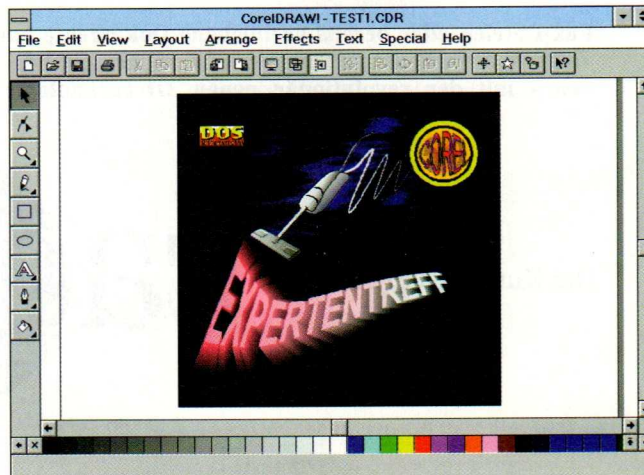 CorelDRAW! - TEST1.CDR
File Edit View Layout Arrange Effects Text Special Help
DOS
COREL
EXPERTENTREFF